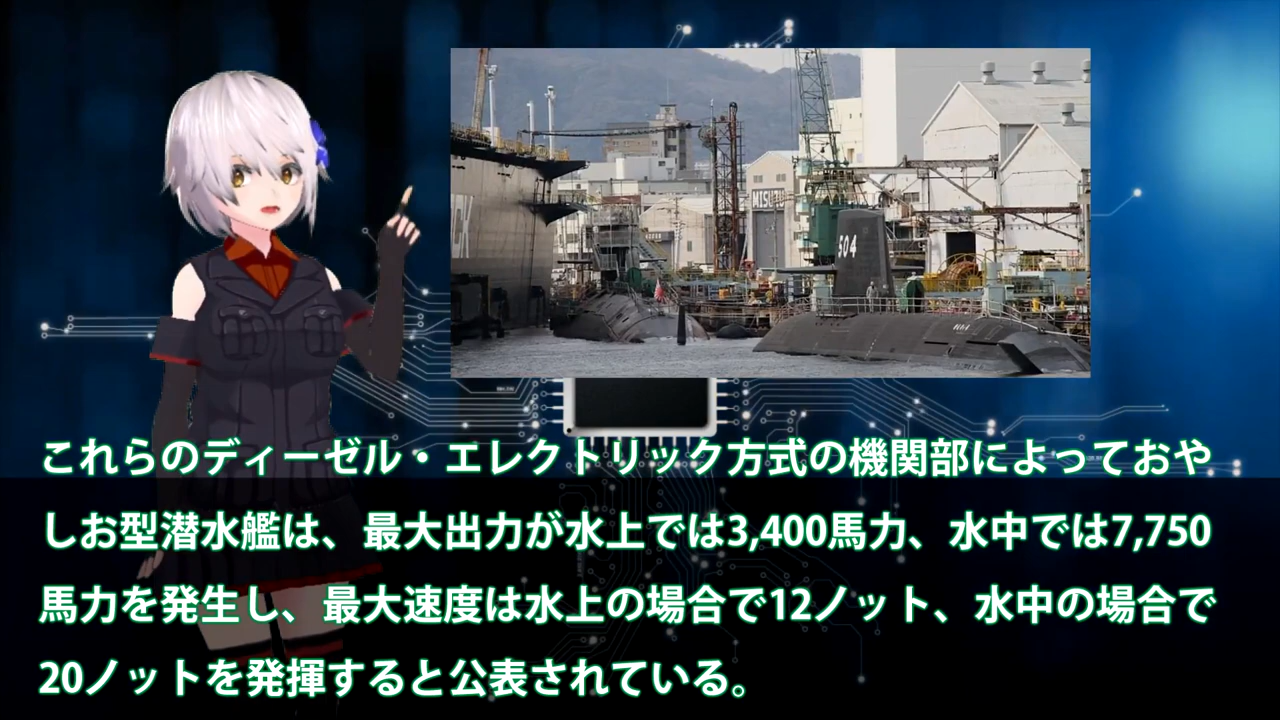 504
これらのディーゼル・エレクトリック方式の機関部によっておや
しお型潜水艦は、最大出力が水上では3,400馬力、水中では7,750
馬力を発生し、最大速度は水上の場合で12ノット、水中の場合で
20ノットを発揮すると公表されている。